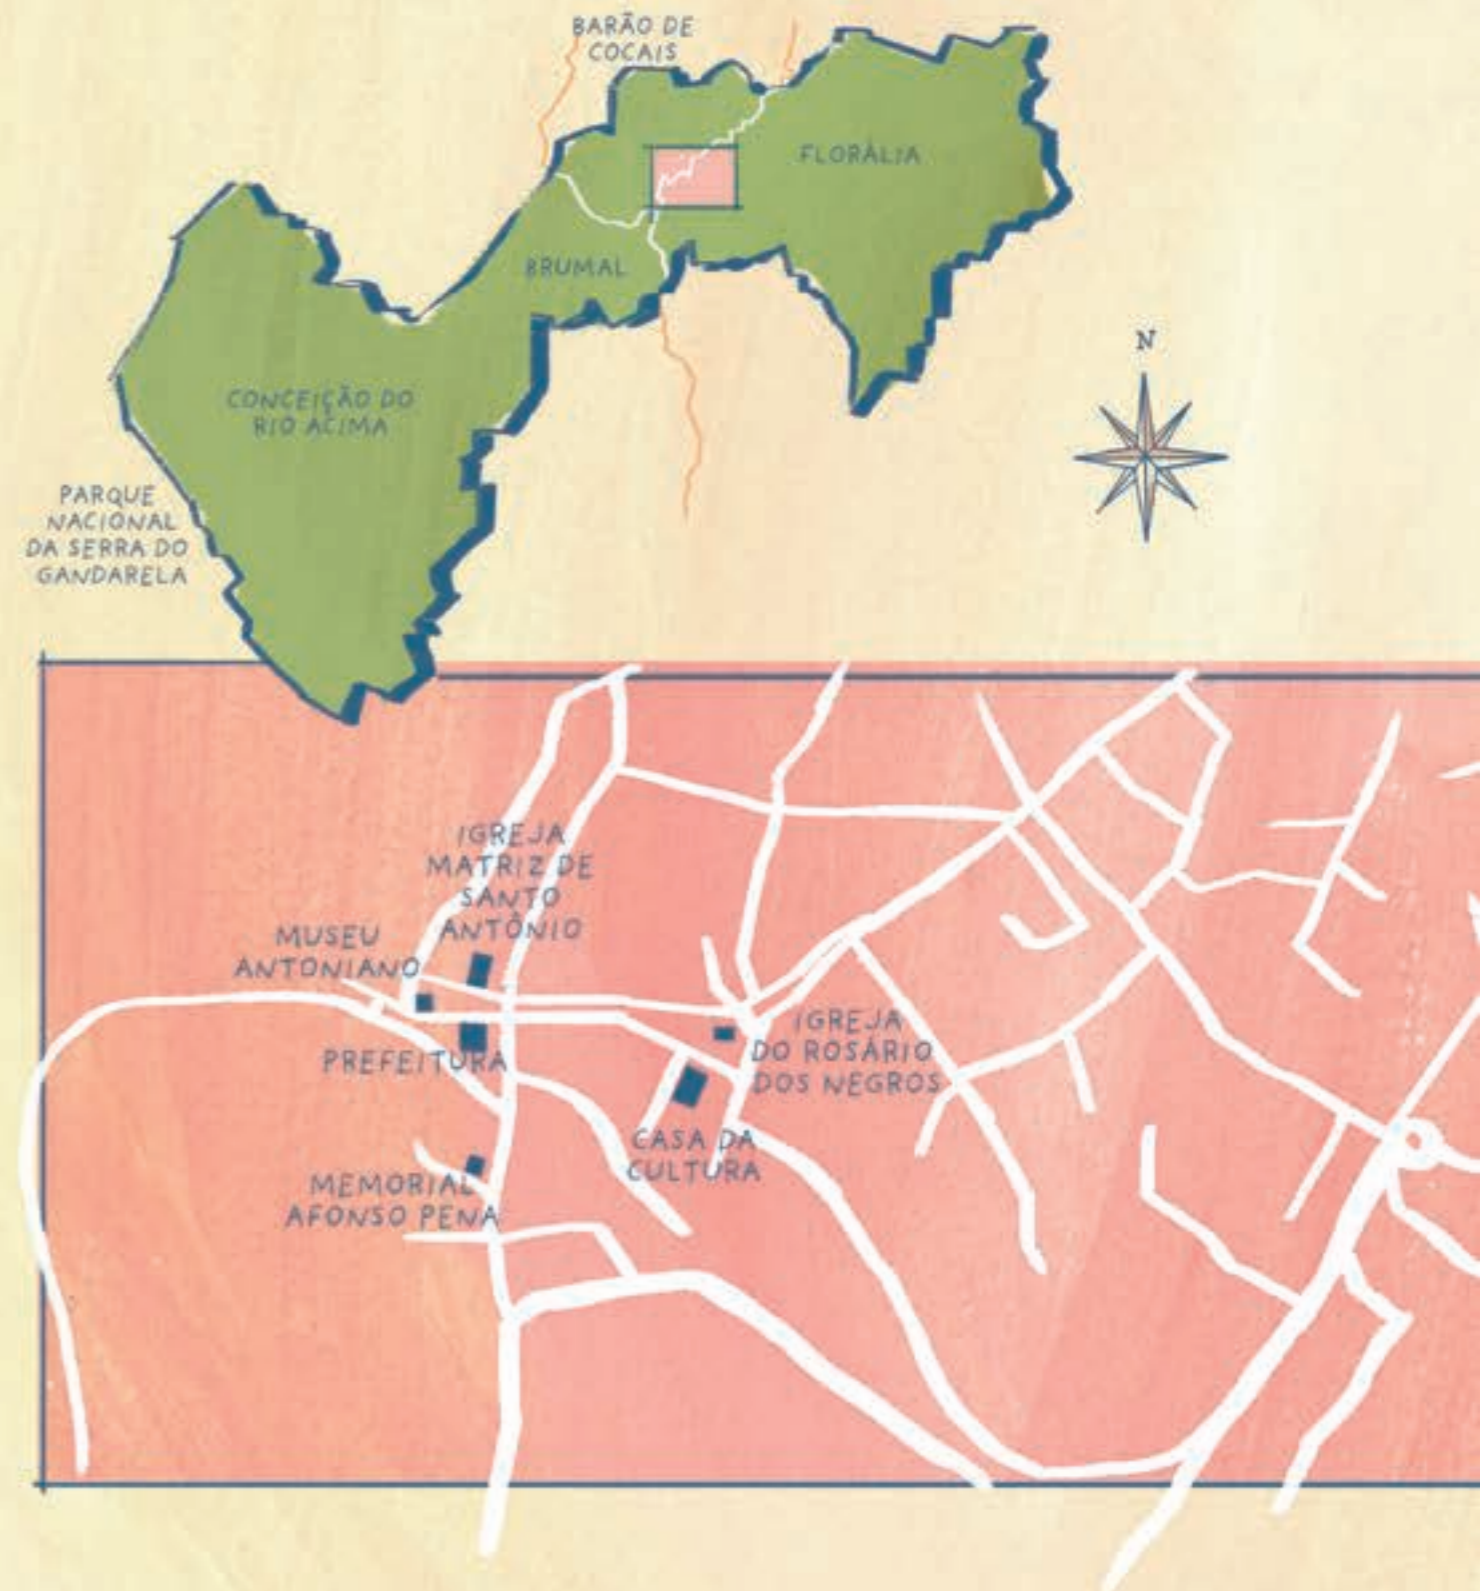 BARÃO DE
COCAIS
FLORÁLIA
BRUMAL
N
CONCEIÇÃO DO
RIO ACIMA
PARQUE
NACIONAL
DA SERRA DO
GANDARELA
IGREJA
MATRIZ DE
SANTO
ANTÔNIO
MUSEU
ANTONIANO
PREFEITURA
IGREJA
DO ROSÁRIO
DOS NEGROS
CASA DA
CULTURA
MEMORIAL
AFONSO PENA